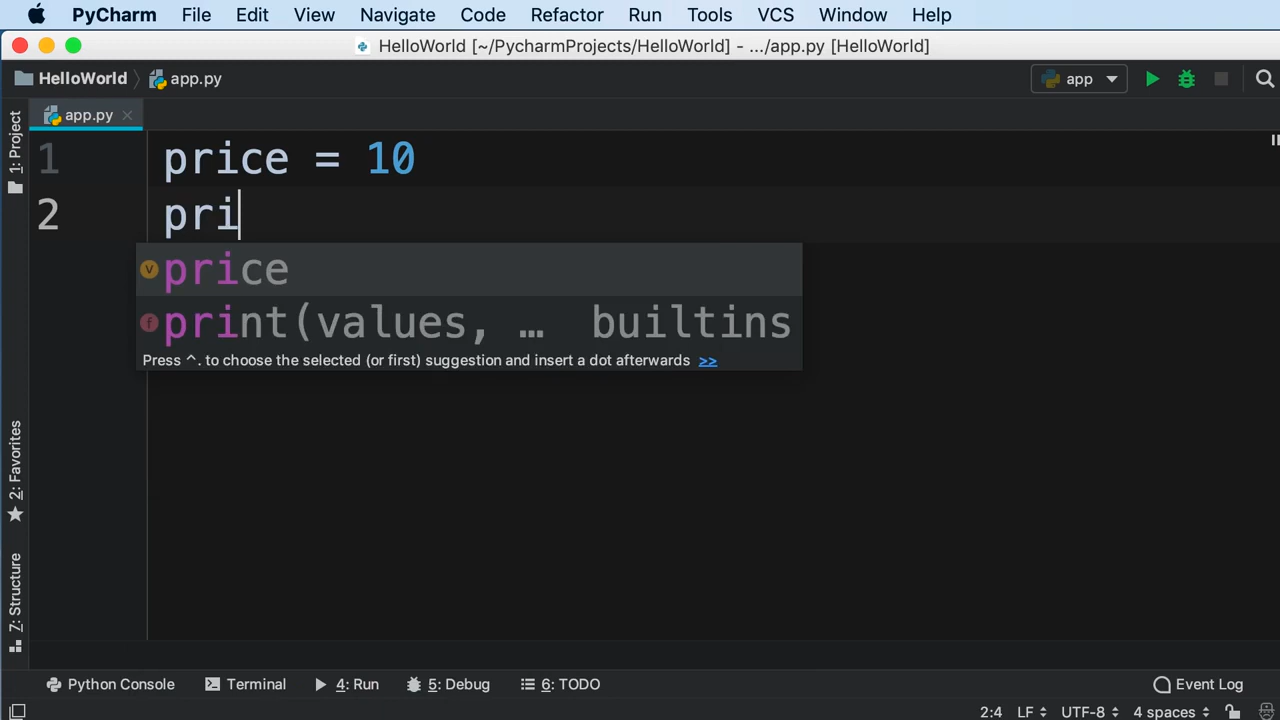 PyCharm File Edit View Navigate Code Refactor Run Tools VCS Window Help
HelloWorld [~/PycharmProjects/HelloWorld] - .../app.py [HelloWorld]
HelloWorld app.py app
app.py
1: Project
1 price = 10
2 pri
price
print(values, … builtins
Press ^. to choose the selected (or first) suggestion and insert a dot afterwards >>
2: Favorites
7: Structure
Python Console Terminal 4: Run 5: Debug 6: TODO Event Log
2:4 LF UTF-8 4 spaces